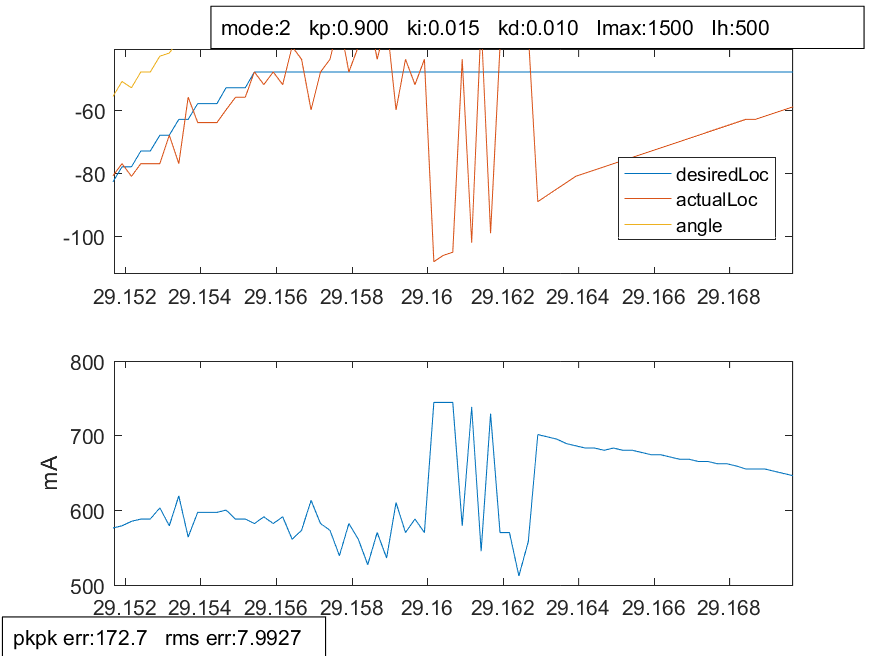 mode:2 kp:0.900 ki:0.015 kd:0.010 Imax:1500 Ih:500
-60
-80
-100
desiredLoc
actualLoc
angle
29.152 29.154 29.156 29.158 29.16 29.162 29.164 29.166 29.168
800
700
600
500
mA
29.152 29.154 29.156 29.158 29.16 29.162 29.164 29.166 29.168
pkpk err:172.7 rms err:7.9927